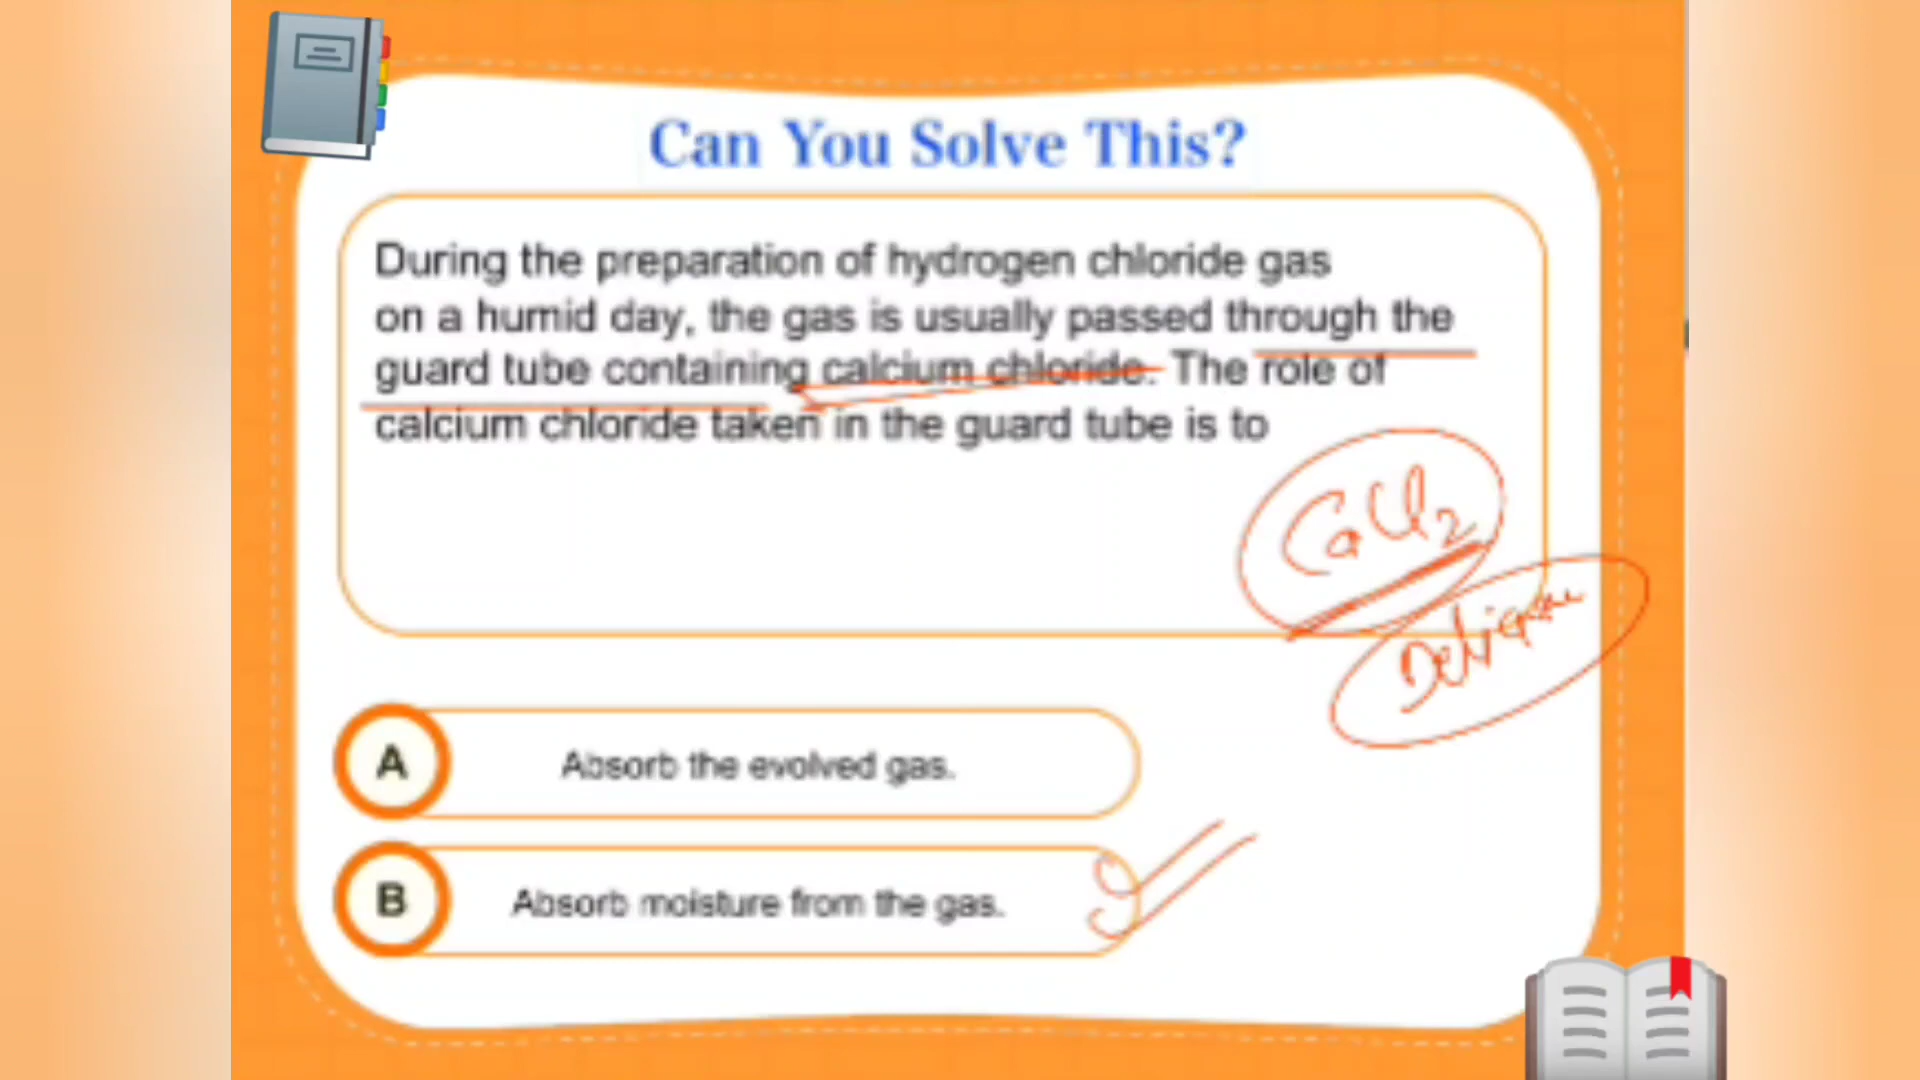 Can You Solve This?
During the preparation of hydrogen chloride gas
on a humid day, the gas is usually passed through the
guard tube containing calcium chloride. The role of
calcium chloride taken in the guard tube is to
CaCl2
A
Absorb the evolved gas.
B
Absorb moisture from the gas.